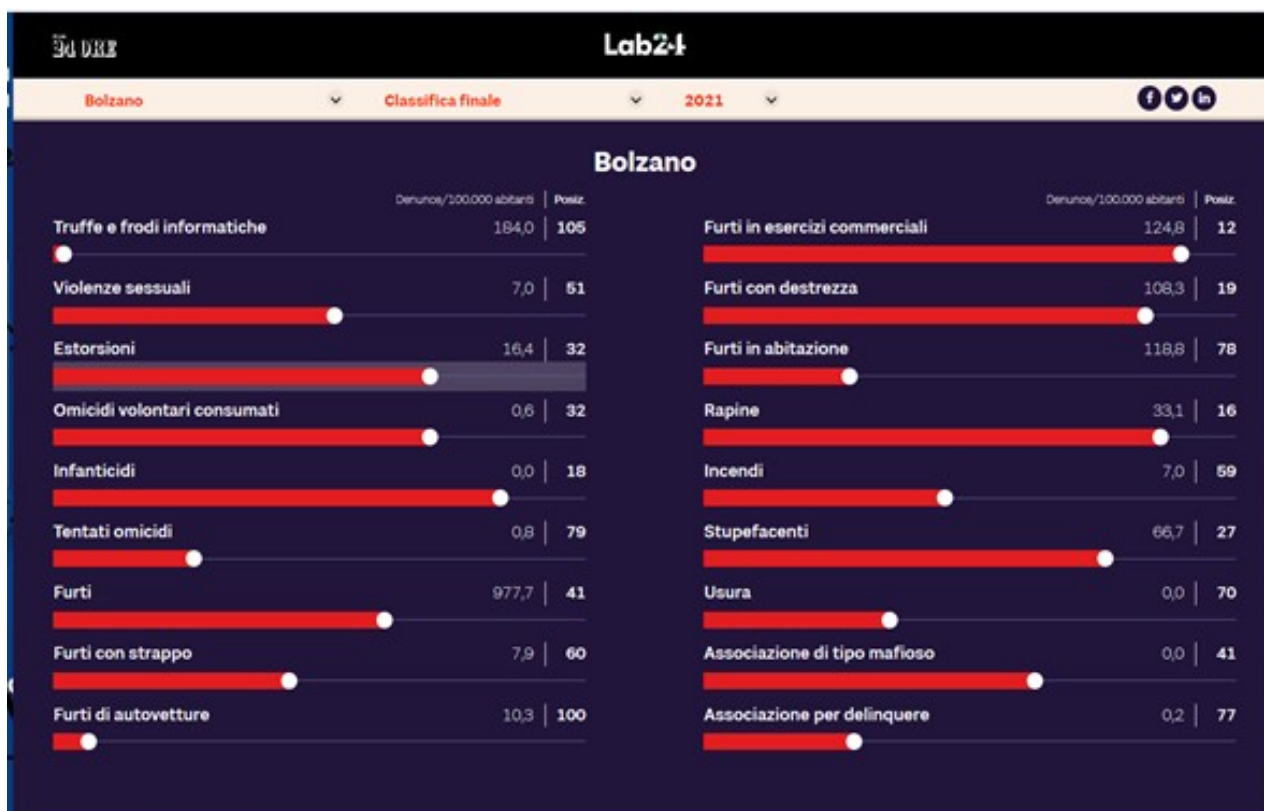 24 ORE
Lab24
Bolzano
Classifica finale
2021
Bolzano
Denunce/100.000 abitanti Posiz.
Truffe e frodi informatiche 184,0 105
Violenze sessuali 7,0 51
Estorsioni 16,4 32
Omicidi volontari consumati 0,6 32
Infanticidi 0,0 18
Tentati omicidi 0,8 79
Furti 977,7 41
Furti con strappo 7,9 60
Furti di autovetture 10,3 100
Denunce/100.000 abitanti Posiz.
Furti in esercizi commerciali 124,8 12
Furti con destrezza 108,3 19
Furti in abitazione 118,8 78
Rapine 33,1 16
Incendi 7,0 59
Stupefacenti 66,7 27
Usura 0,0 70
Associazione di tipo mafioso 0,0 41
Associazione per delinquere 0,2 77